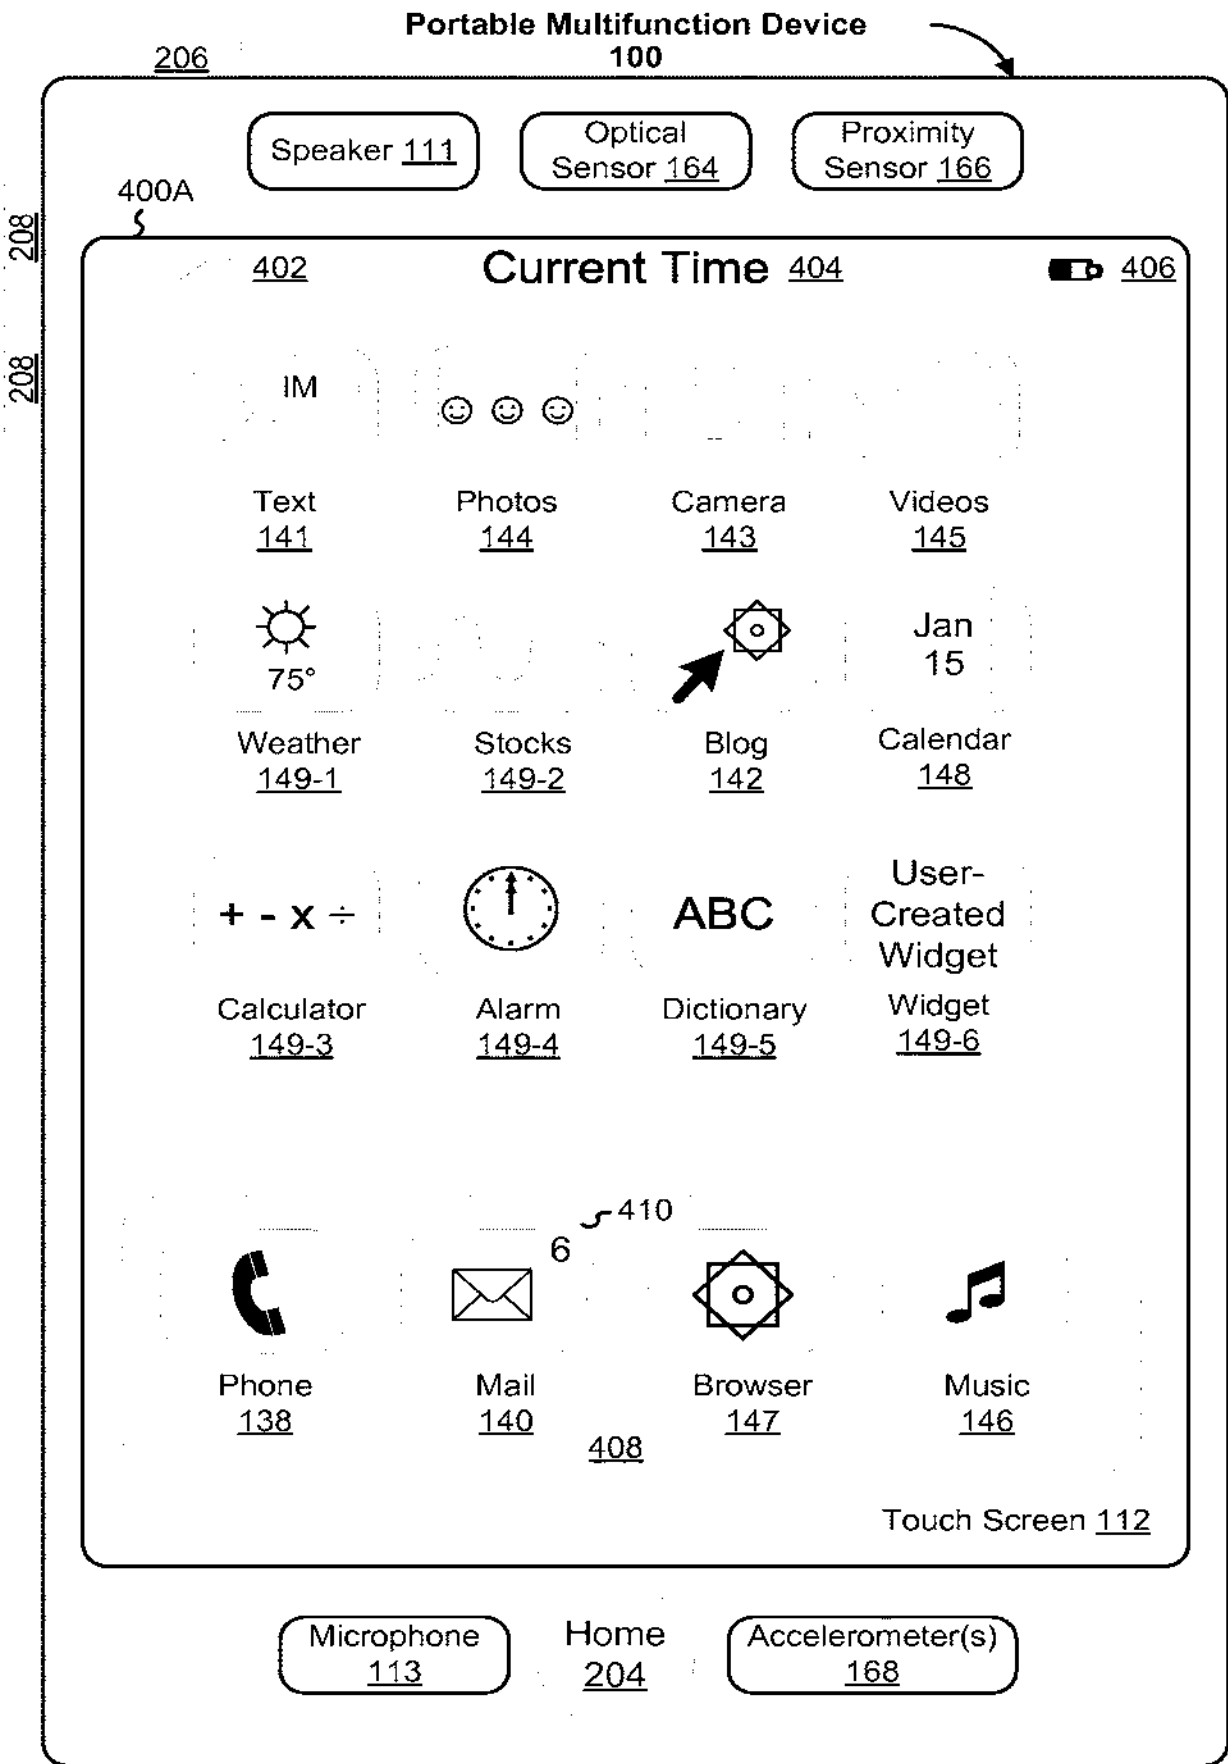 Portable Multifunction Device
100
206
Speaker 111
Optical
Sensor 164
Proximity
Sensor 166
400A
208
208
402
Current Time 404
406
IM
Text
141
Photos
144
Camera
143
Videos
145
75°
Jan
15
Weather
149-1
Stocks
149-2
Blog
142
Calendar
148
+ - x ÷
ABC
User-
Created
Widget
Calculator
149-3
Alarm
149-4
Dictionary
149-5
Widget
149-6
410
6
Phone
138
Mail
140
Browser
147
Music
146
408
Touch Screen 112
Microphone
113
Home
204
Accelerometer(s)
168